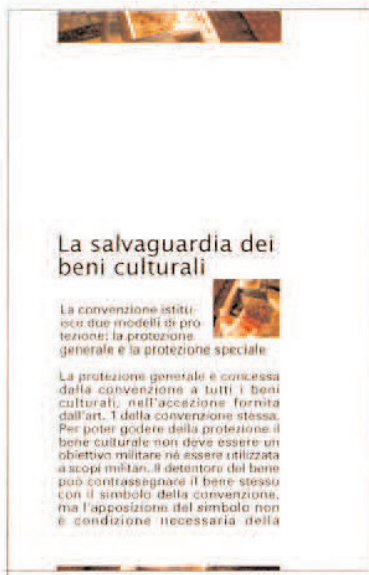 La salvaguardia dei
beni culturali
La convenzione istitu-
isce due modelli di pro
tezione: la protezione
generale e la protezione speciale
La protezione generale è concessa
dalla convenzione a tutti i beni
culturali, nell'accezione fornita
dall'art. 1 della convenzione stessa.
Per poter godere della protezione il
bene culturale non deve essere un
obiettivo militare né essere utilizzata
a scopi militari. Il detentore del bene
può contrassegnare il bene stesso
con il simbolo della convenzione,
ma l'apposizione del simbolo non
è condizione necessaria della